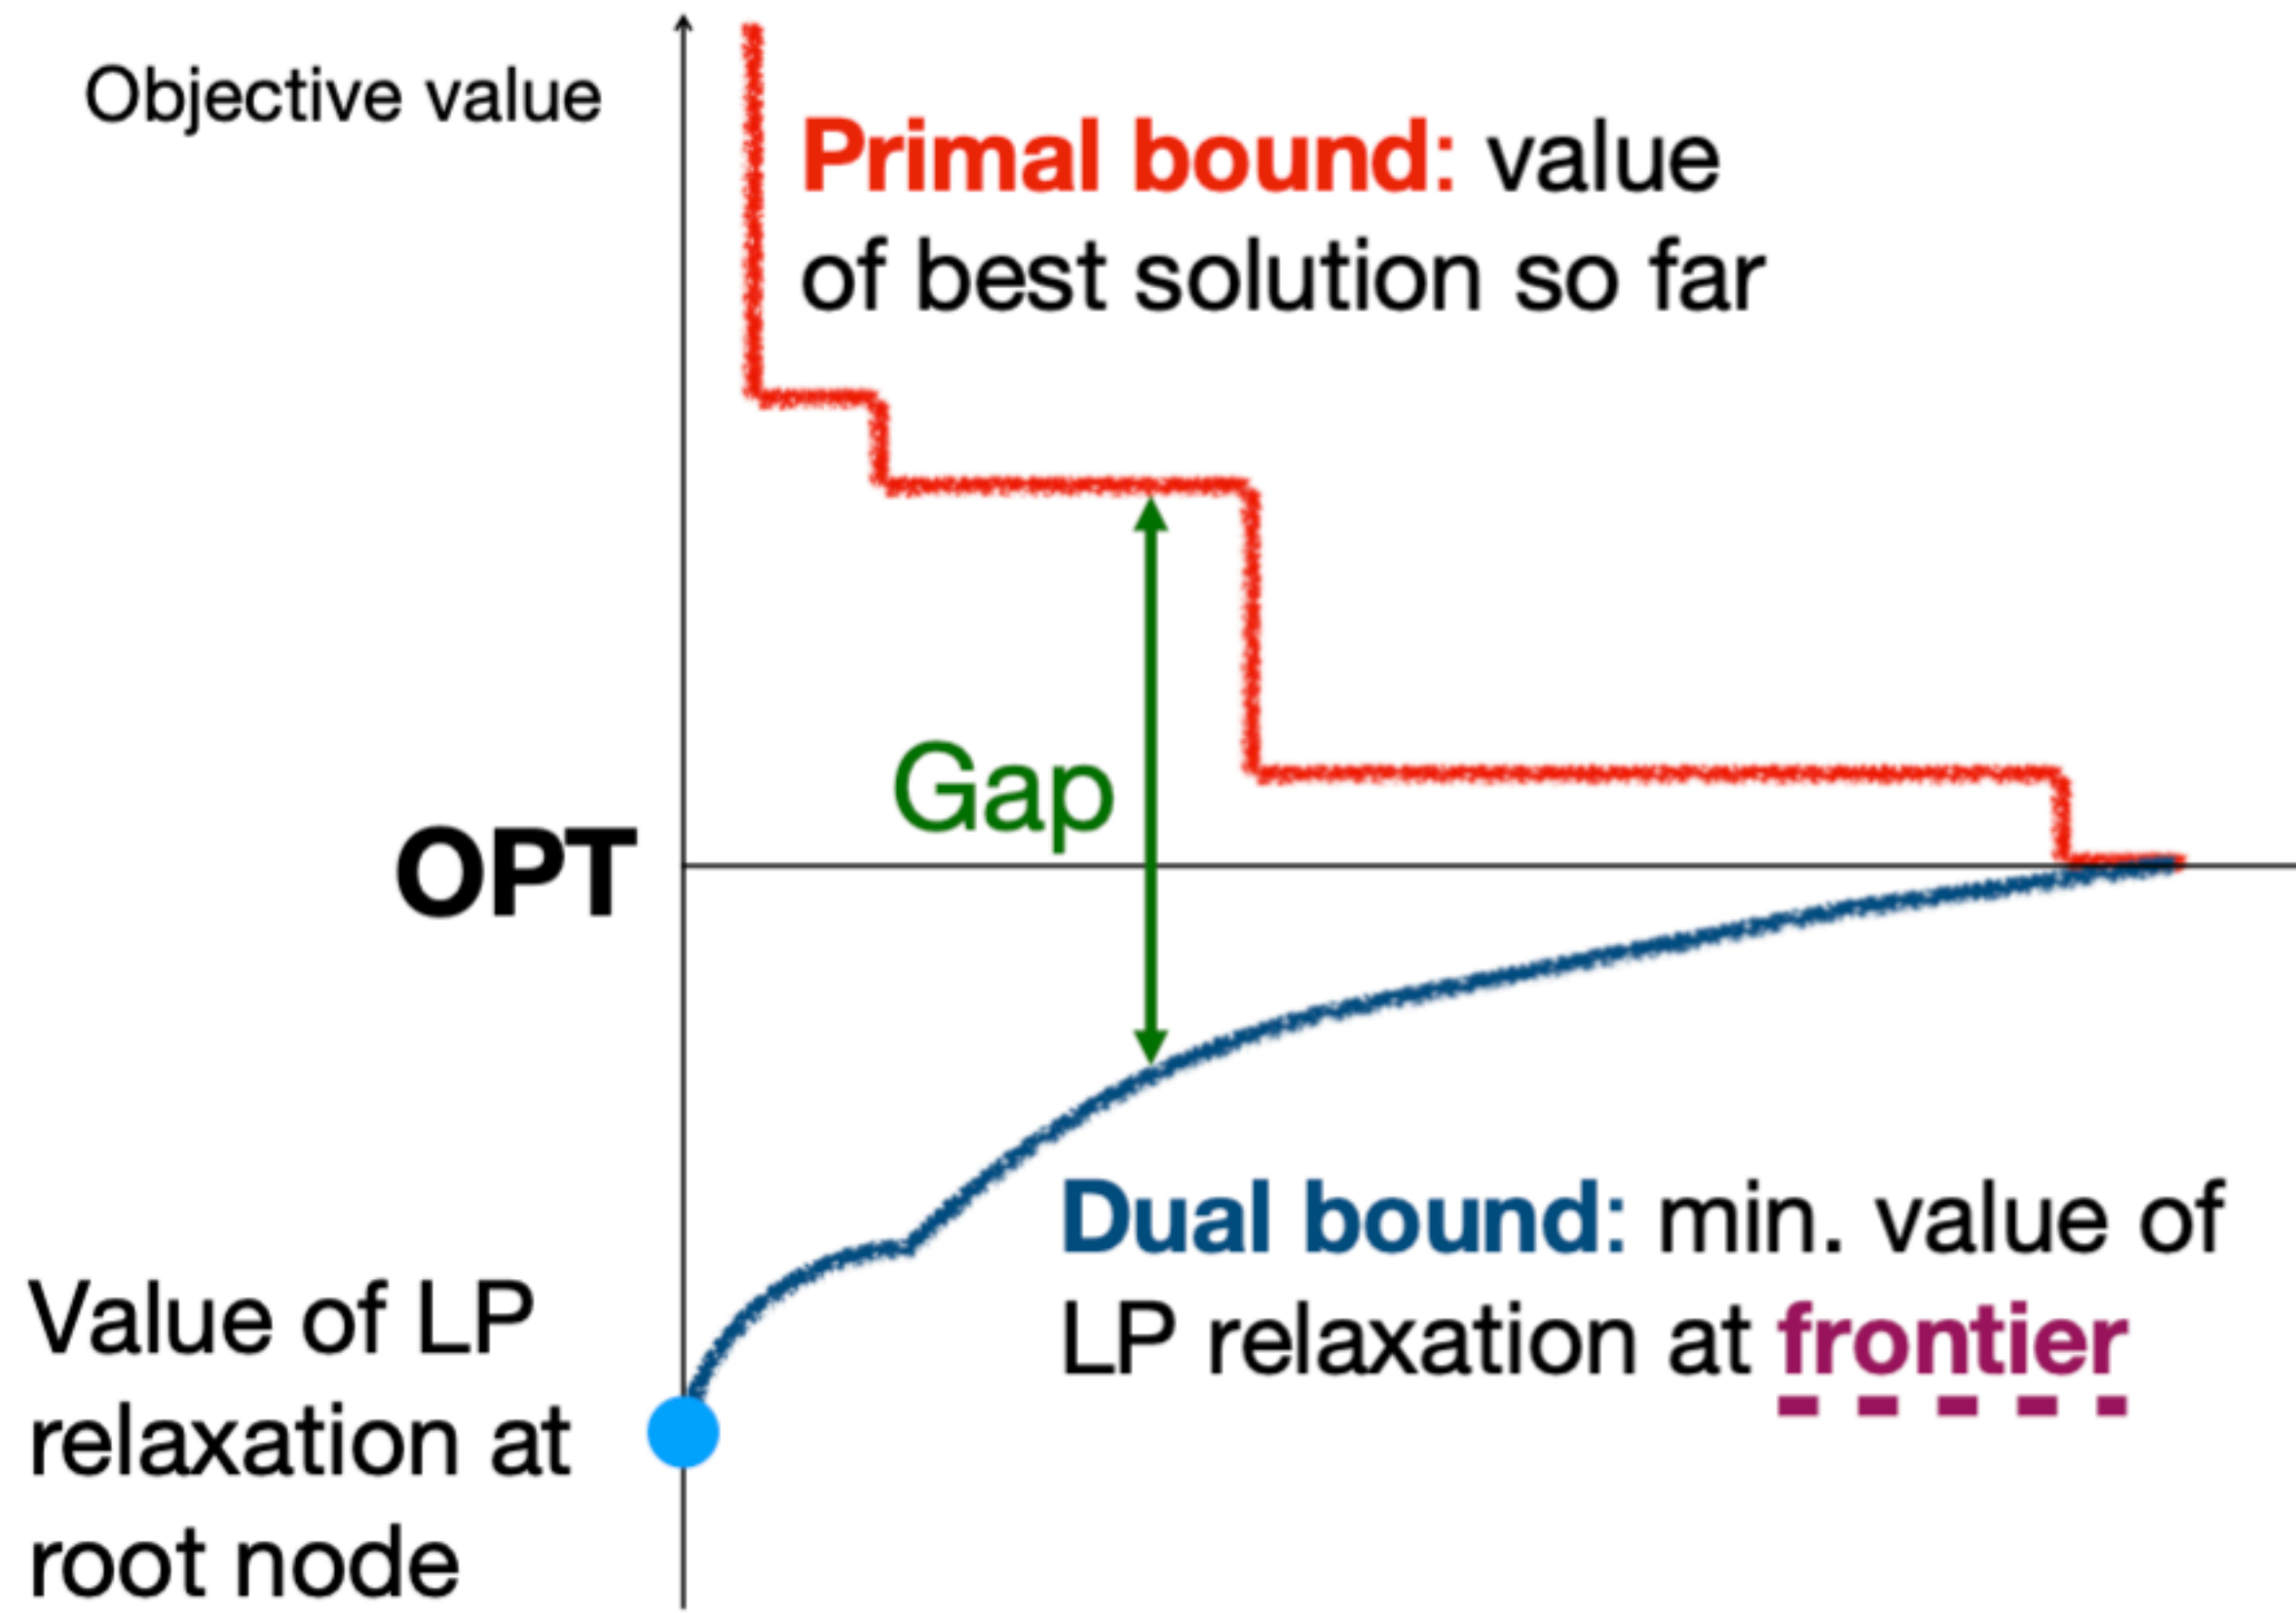 Objective value
Primal bound: value
of best solution so far
Gap
OPT
Dual bound: min. value of
LP relaxation at frontier
Value of LP
relaxation at
root node